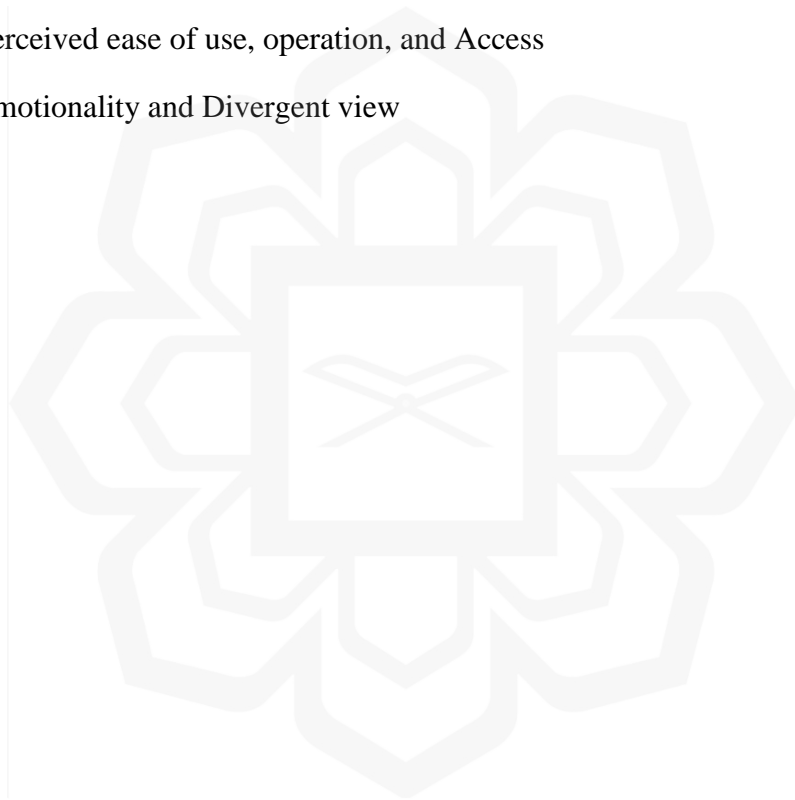 erceived ease of use, operation, and Access
motionality and Divergent view